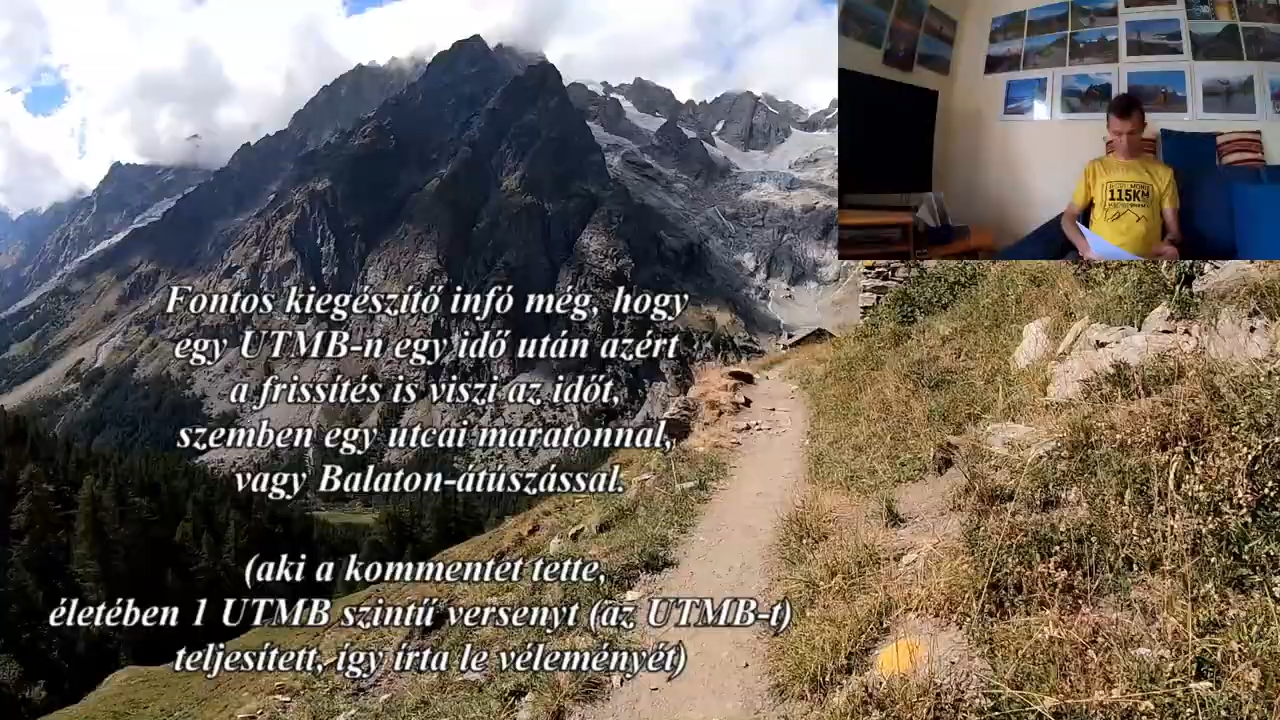 115KM
Fontos kiegészítő infó még, hogy
egy UTMB-n egy idő után azért
a frissítés is viszi az időt,
szemben egy utcai maratonnal,
vagy Balaton-átúszással.
(aki a kommentet tette,
életében 1 UTMB szintű versenyt (az UTMB-t)
teljesített, így írta le véleményét)